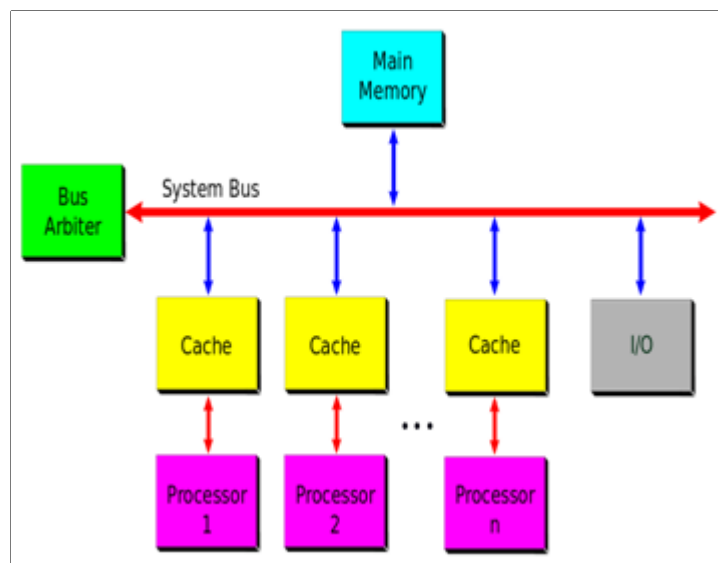 Main
Memory
System Bus
Bus
Arbiter
Cache
Cache
Cache
I/O
...
Processor
1
Processor
2
Processor
n